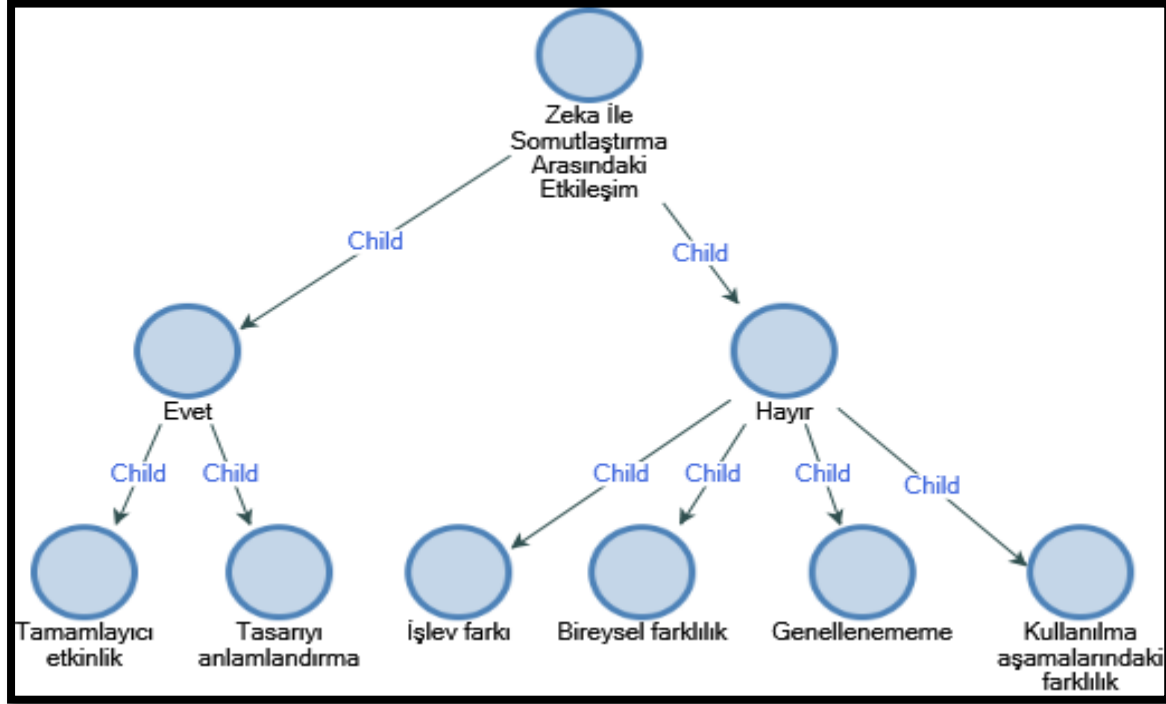 Zeka İle
Somutlaştırma
Arasındaki
Etkileşim
Child
Child
Evet
Hayır
Child
Child
Child
Child
Child
Child
Tamamlayıcı
etkinlik
Tasarıyı
anlamlandırma
İşlev farkı
Bireysel farklılık
Genellenememe
Kullanılma
aşamalarındaki
farklılık